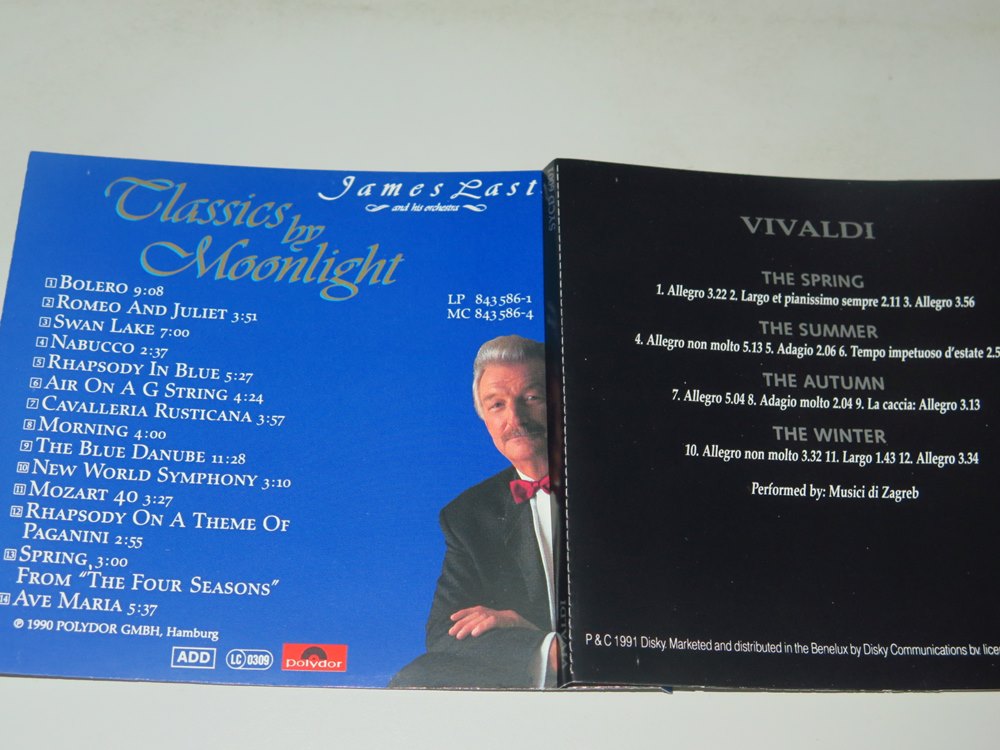 James Last
and his orchestra
Classics
by
Moonlight
LP 843 586-1
MC 843 586-4
1 BOLERO 9:08
2 ROMEO AND JULIET 3:51
3 SWAN LAKE 7:00
4 NABUCCO 2:37
5 RHAPSODY IN BLUE 5:27
6 AIR ON A G STRING 4:24
7 CAVALLERIA RUSTICANA 3:57
8 MORNING 4:00
9 THE BLUE DANUBE 11:28
10 NEW WORLD SYMPHONY 3:10
11 MOZART 40 3:27
12 RHAPSODY ON A THEME OF
PAGANINI 2:55
13 SPRING, 3:00
FROM "THE FOUR SEASONS"
14 AVE MARIA 5:37
℗ 1990 POLYDOR GMBH, Hamburg
ADD
LC 0309
polydor
VIVALDI
THE SPRING
1. Allegro 3.22 2. Largo et pianissimo sempre 2.11 3. Allegro 3.56
THE SUMMER
4. Allegro non molto 5.13 5. Adagio 2.06 6. Tempo impetuoso d'estate 2.5
THE AUTUMN
7. Allegro 5.04 8. Adagio molto 2.04 9. La caccia: Allegro 3.13
THE WINTER
10. Allegro non molto 3.32 11. Largo 1.43 12. Allegro 3.34
Performed by: Musici di Zagreb
P & C 1991 Disky. Marketed and distributed in the Benelux by Disky Communications bv. licen